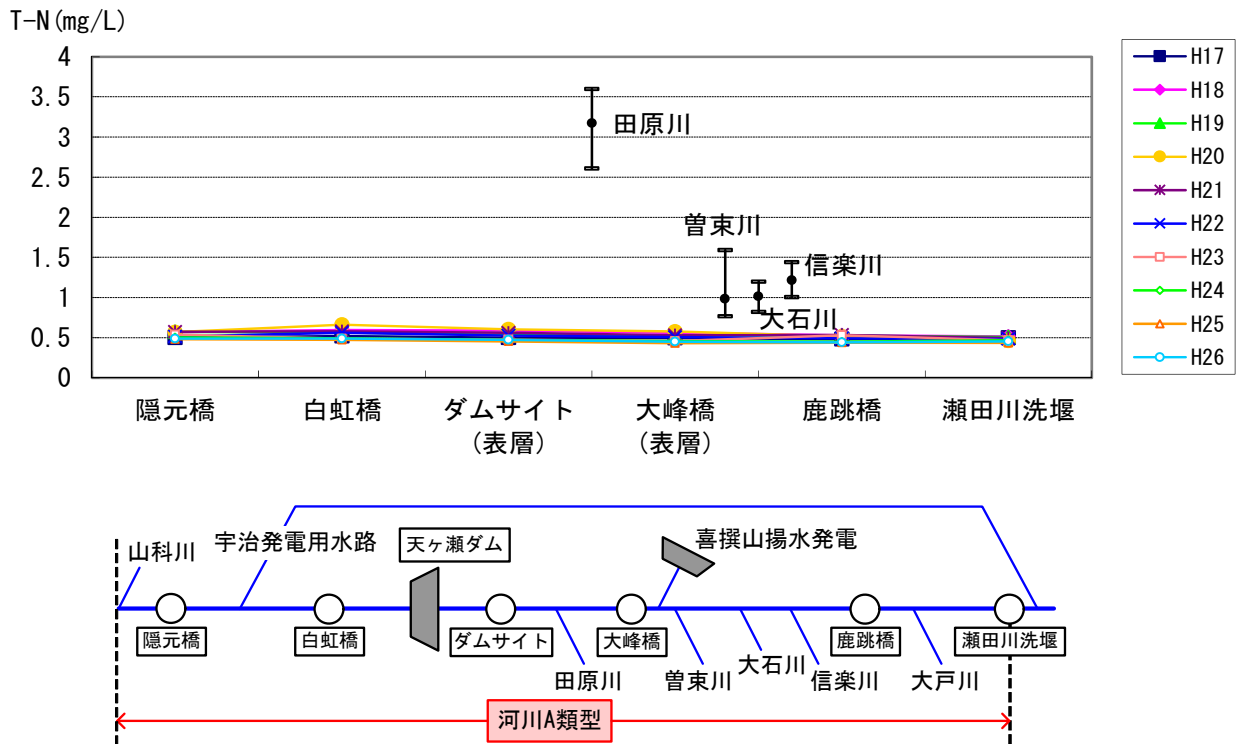 T-N(mg/L)
4
3.5
3
2.5
2
1.5
1
0.5
0
田原川
曽束川
信楽川
大石川
H17
H18
H19
H20
H21
H22
H23
H24
H25
H26
隠元橋
白虹橋
ダムサイト
(表層)
大峰橋
(表層)
鹿跳橋
瀬田川洗堰
山科川
宇治発電用水路
天ヶ瀬ダム
喜撰山揚水発電
隠元橋
白虹橋
ダムサイト
大峰橋
鹿跳橋
瀬田川洗堰
田原川
曽束川
大石川
信楽川
大戸川
河川A類型